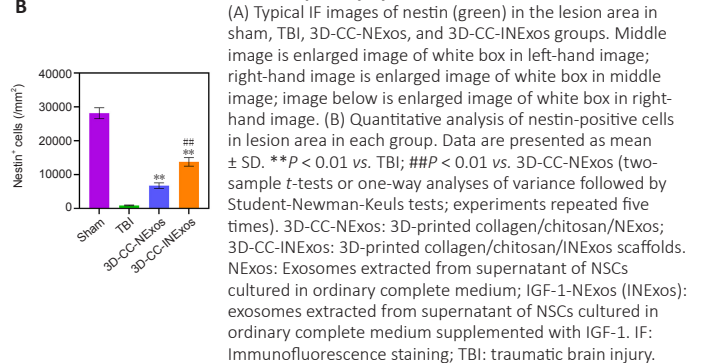 B
(A) Typical IF images of nestin (green) in the lesion area in
sham, TBI, 3D-CC-NExos, and 3D-CC-INExos groups. Middle
image is enlarged image of white box in left-hand image;
right-hand image is enlarged image of white box in middle
image; image below is enlarged image of white box in right-
hand image. (B) Quantitative analysis of nestin-positive cells
in lesion area in each group. Data are presented as mean
± SD. **P < 0.01 vs. TBI; ##P < 0.01 vs. 3D-CC-NExos (two-
sample t-tests or one-way analyses of variance followed by
Student-Newman-Keuls tests; experiments repeated five
times). 3D-CC-NExos: 3D-printed collagen/chitosan/NExos;
3D-CC-INExos: 3D-printed collagen/chitosan/INExos scaffolds.
NExos: Exosomes extracted from supernatant of NSCs
cultured in ordinary complete medium; IGF-1-NExos (INExos):
exosomes extracted from supernatant of NSCs cultured in
ordinary complete medium supplemented with IGF-1. IF:
Immunofluorescence staining; TBI: traumatic brain injury.
Nestin⁺ cells (/mm²)
40000
30000
20000
10000
0
**
##
**
Sham
TBI
3D-CC-NExos
3D-CC-INExos